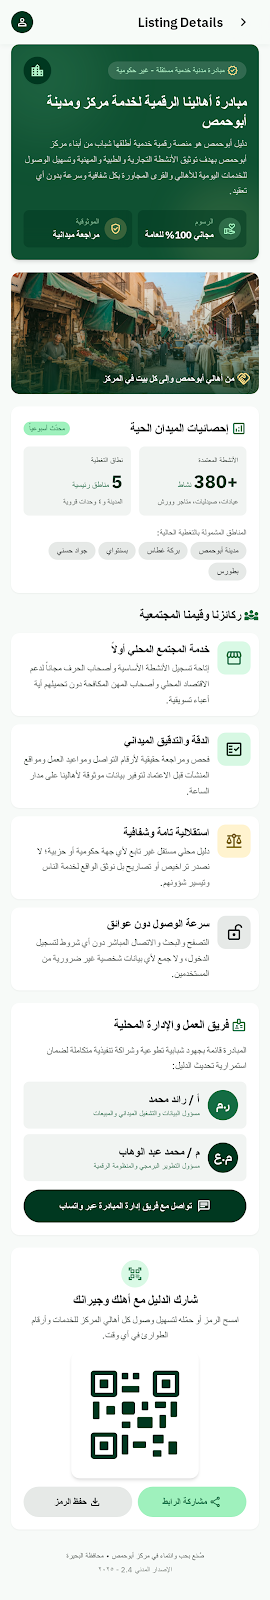 Listing Details
مبادرة مدنية خدمية مستقلة - غير حكومية
مبادرة أهالينا الرقمية لخدمة مركز ومدينة
أبوحمص
دليل أبوحمص هو منصة رقمية خدمية أطلقها شباب من أبناء مركز
أبوحمص بهدف توثيق الأنشطة التجارية والطبية والمهنية وتسهيل الوصول
للخدمات اليومية للأهالي والقرى المجاورة بكل شفافية وسرعة بدون أي
تعقيد.
الرسوم
مجاني 100% للعامة
الموثوقية
مراجعة ميدانية
من أهالي أبوحمص وإلى كل بيت في المركز
إحصائيات الميدان الحية
محدّث أسبوعياً
الأنشطة المعتمدة
+380 نشاط
عيادات، صيدليات، متاجر وورش
نطاق التغطية
5 مناطق رئيسية
المدينة و٤ وحدات قروية
المناطق المشمولة بالتغطية الحالية:
مدينة أبوحمص
بركة غطاس
بسنتواي
جواد حسني
بطورس
ركائزنا وقيمنا المجتمعية
خدمة المجتمع المحلي أولاً
إتاحة تسجيل الأنشطة الأساسية وأصحاب الحرف مجاناً لدعم
الاقتصاد المحلي وأصحاب المهن المكافحة دون تحميلهم أية
أعباء تسويقية.
الدقة والتدقيق الميداني
فحص ومراجعة حقيقية لأرقام التواصل ومواعيد العمل ومواقع
المنشآت قبل الاعتماد لتوفير بيانات موثوقة لأهالينا على مدار
الساعة.
استقلالية تامة وشفافية
دليل محلي مستقل غير تابع لأي جهة حكومية أو حزبية؛ لا
نصدر تراخيص أو تصاريح بل نوثق الواقع لخدمة الناس
وتيسير شؤونهم.
سرعة الوصول دون عوائق
التصفح والبحث والاتصال المباشر دون أي شروط لتسجيل
الدخول، ولا جمع لأي بيانات شخصية غير ضرورية من
المستخدمين.
فريق العمل والإدارة المحلية
المبادرة قائمة بجهود شبابية تطوعية وشراكة تنفيذية متكاملة لضمان
استمرارية تحديث الدليل:
ر.م
أ / رائد محمد
مسؤول البيانات والتشغيل الميداني والمبيعات
م.ع
م / محمد عبد الوهاب
مسؤول التطوير البرمجي والمنظومة الرقمية
تواصل مع فريق إدارة المبادرة عبر واتساب
شارك الدليل مع أهلك وجيرانك
امسح الرمز أو حمّله لتسهيل وصول كل أهالي المركز للخدمات وأرقام
الطوارئ في أي وقت.
مشاركة الرابط
حفظ الرمز
صُنع بحب وانتماء في مركز أبوحمص • محافظة البحيرة
الإصدار المدني 2.4 - ٢٠٢٥